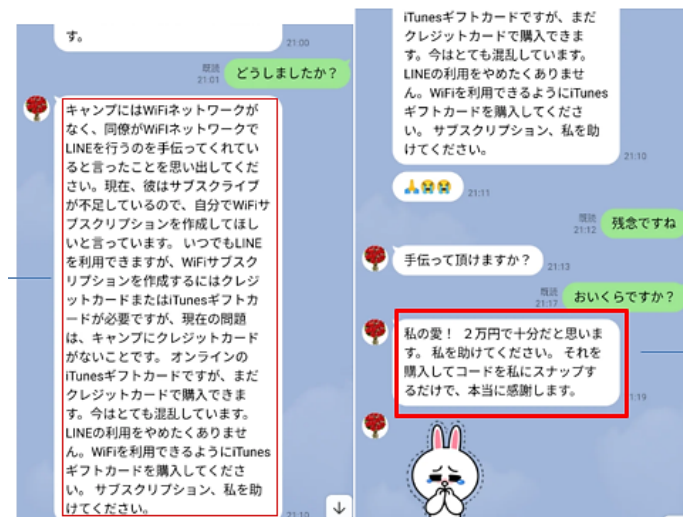 す。
21:00
既読
21:01
どうしましたか?
キャンプにはWiFiネットワークが
なく、同僚がWiFIネットワークで
LINEを行うのを手伝ってくれてい
ると言ったことを思い出してくだ
さい。現在、彼はサブスクライブ
が不足しているので、自分でWiFiサ
ブスクリプションを作成してほし
いと言っています。 いつでもLINE
を利用できますが、WiFiサブスク
リプションを作成するにはクレジ
ットカードまたはiTunesギフトカ
ードが必要ですが、現在の問題
は、キャンプにクレジットカード
がないことです。 オンラインの
iTunesギフトカードですが、まだ
クレジットカードで購入できま
す。今はとても混乱しています。
LINEの利用をやめたくありませ
ん。WiFiを利用できるようにiTunes
ギフトカードを購入してくださ
い。 サブスクリプション、私を助
けてください。
21:10
iTunesギフトカードですが、まだ
クレジットカードで購入できま
す。今はとても混乱しています。
LINEの利用をやめたくありませ
ん。WiFiを利用できるようにiTunes
ギフトカードを購入してくださ
い。 サブスクリプション、私を助
けてください。
21:10
🙏😭😭
21:11
既読
21:12
残念ですね
手伝って頂けますか?
21:13
既読
21:17
おいくらですか?
私の愛! 2万円で十分だと思いま
す。 私を助けてください。 それを
購入してコードを私にスナップす
るだけで、本当に感謝します。
21:19